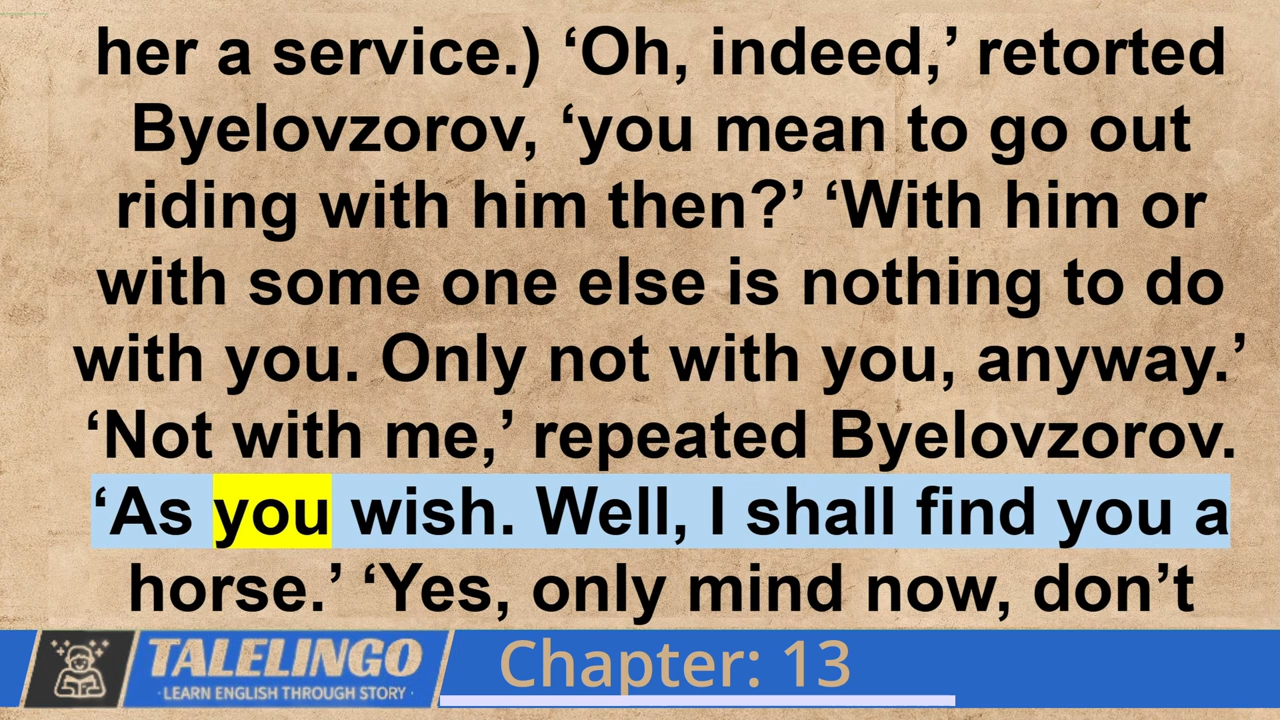 her a service.) ‘Oh, indeed,’ retorted
Byelovzorov, ‘you mean to go out
riding with him then?’ ‘With him or
with some one else is nothing to do
with you. Only not with you, anyway.’
‘Not with me,’ repeated Byelovzorov.
‘As you wish. Well, I shall find you a
horse.’ ‘Yes, only mind now, don’t
TALELINGO
· LEARN ENGLISH THROUGH STORY ·
Chapter: 13